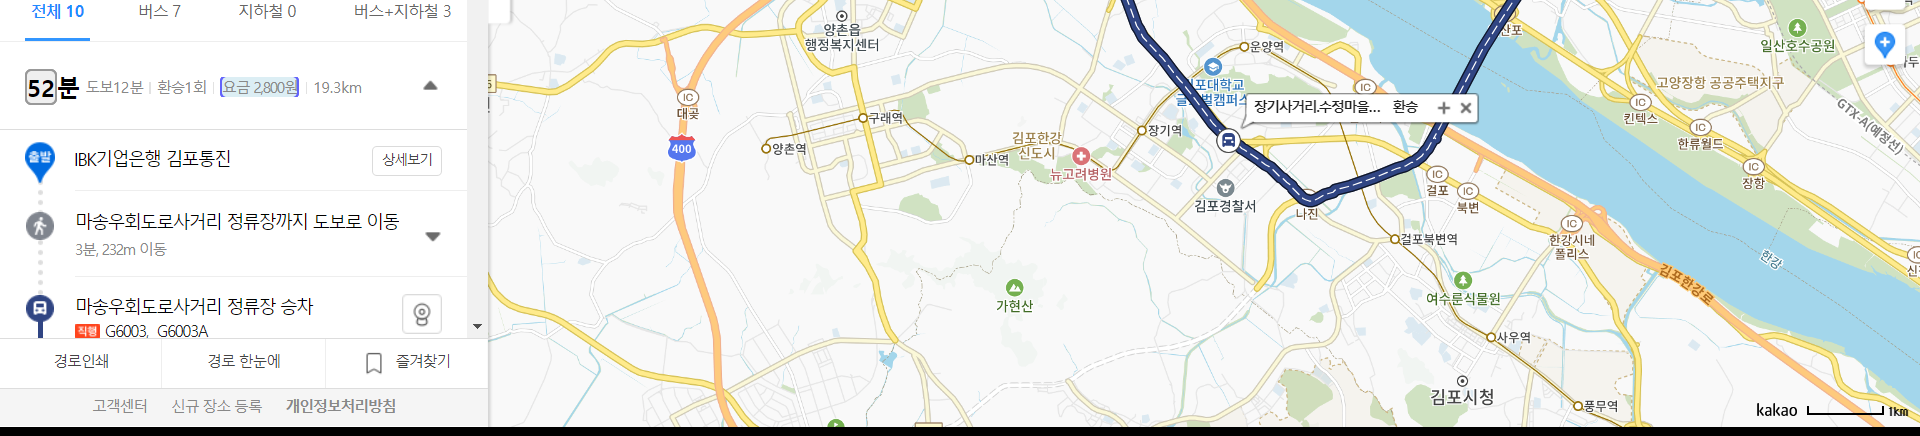 전체 10 버스 7 지하철 0 버스+지하철 3
52분 도보12분 환승1회 요금 2,800원 19.3km
출발 IBK기업은행 김포통진 상세보기
마송우회도로사거리 정류장까지 도보로 이동
3분, 232m 이동
마송우회도로사거리 정류장 승차
직행 G6003, G6003A
경로인쇄 경로 한눈에 즐겨찾기
고객센터 신규 장소 등록 개인정보처리방침
양촌읍
행정복지센터
운양역
일산호수공원
고양장항 공공주택지구
IC
대곶
구래역
400
양촌역
마산역
김포한강
신도시
장기역
뉴고려병원
장기사거리.수정마을... 환승
IC
IC
킨텍스
IC
한류월드
GTX-A(예정선)
IC
장항
김포경찰서
나진
IC
걸포
IC
북변
걸포북변역
IC
한강시네
폴리스
한강
김포한강로
가현산
여수룬식물원
사우역
김포시청
풍무역
kakao 1km